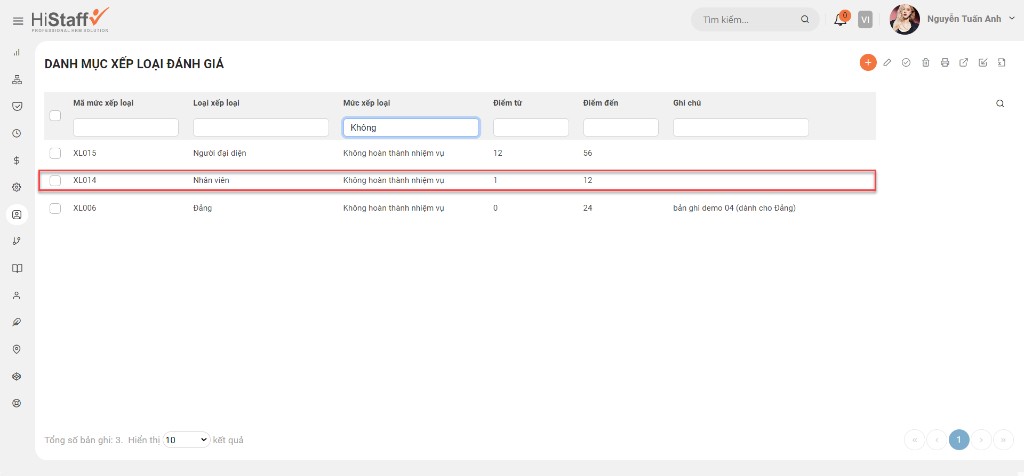 HiStaff
PROFESSIONAL HRM SOLUTION
Tìm kiếm...
0
VI
Nguyễn Tuấn Anh
DANH MỤC XẾP LOẠI ĐÁNH GIÁ
Mã mức xếp loại Loại xếp loại Mức xếp loại Điểm từ Điểm đến Ghi chú
Không
XL015 Người đại diện Không hoàn thành nhiệm vụ 12 56
XL014 Nhân viên Không hoàn thành nhiệm vụ 1 12
XL006 Đảng Không hoàn thành nhiệm vụ 0 24 bản ghi demo 04 (dành cho Đảng)
Tổng số bản ghi: 3. Hiển thị 10 kết quả
« ‹ 1 › »